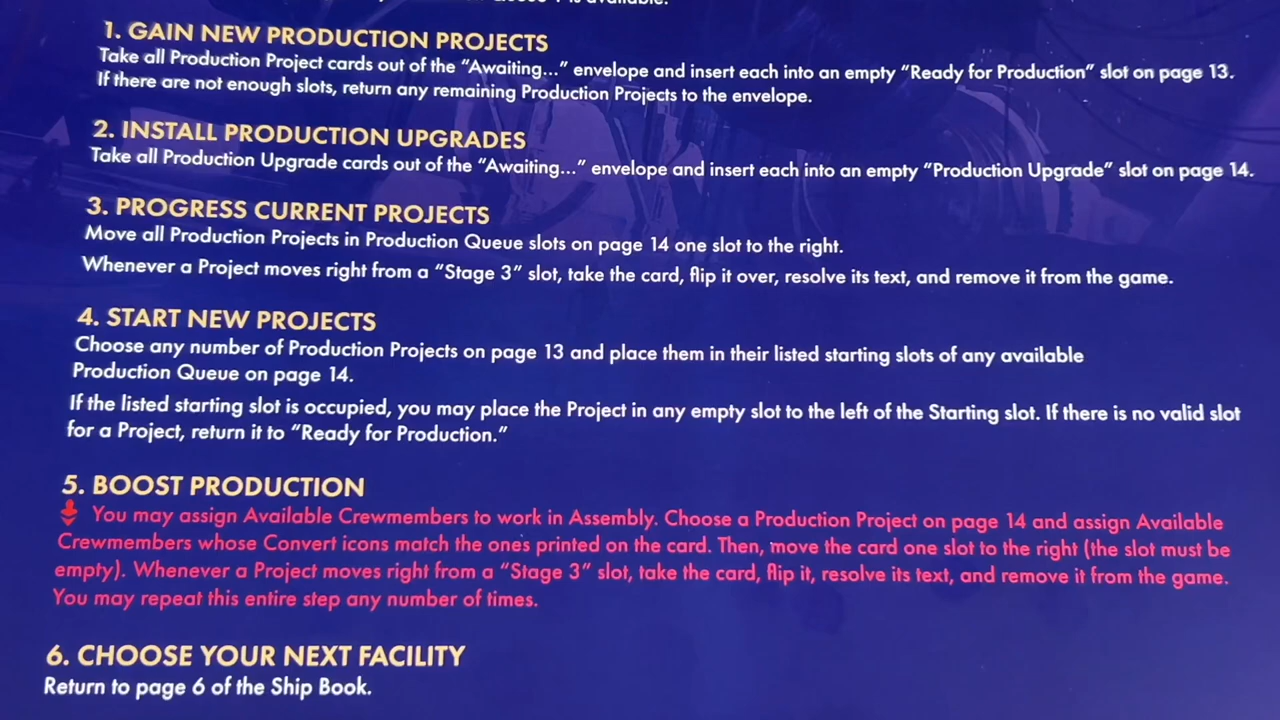 is available.
1. GAIN NEW PRODUCTION PROJECTS
Take all Production Project cards out of the “Awaiting...” envelope and insert each into an empty “Ready for Production” slot on page 13.
If there are not enough slots, return any remaining Production Projects to the envelope.
2. INSTALL PRODUCTION UPGRADES
Take all Production Upgrade cards out of the “Awaiting...” envelope and insert each into an empty “Production Upgrade” slot on page 14.
3. PROGRESS CURRENT PROJECTS
Move all Production Projects in Production Queue slots on page 14 one slot to the right.
Whenever a Project moves right from a “Stage 3” slot, take the card, flip it over, resolve its text, and remove it from the game.
4. START NEW PROJECTS
Choose any number of Production Projects on page 13 and place them in their listed starting slots of any available
Production Queue on page 14.
If the listed starting slot is occupied, you may place the Project in any empty slot to the left of the Starting slot. If there is no valid slot
for a Project, return it to “Ready for Production.”
5. BOOST PRODUCTION
You may assign Available Crewmembers to work in Assembly. Choose a Production Project on page 14 and assign Available
Crewmembers whose Convert icons match the ones printed on the card. Then, move the card one slot to the right (the slot must be
empty). Whenever a Project moves right from a “Stage 3” slot, take the card, flip it, resolve its text, and remove it from the game.
You may repeat this entire step any number of times.
6. CHOOSE YOUR NEXT FACILITY
Return to page 6 of the Ship Book.